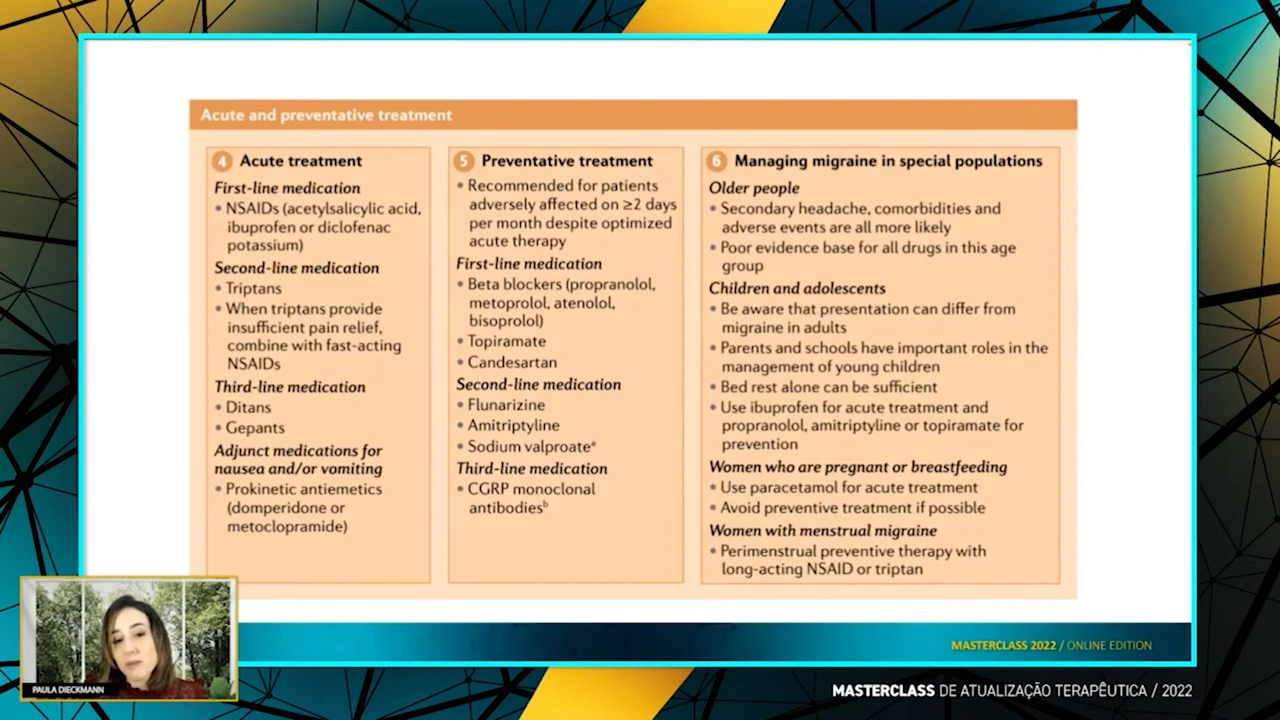 Acute and preventative treatment
4 Acute treatment
First-line medication
• NSAIDs (acetylsalicylic acid,
ibuprofen or diclofenac
potassium)
Second-line medication
• Triptans
• When triptans provide
insufficient pain relief,
combine with fast-acting
NSAIDs
Third-line medication
• Ditans
• Gepants
Adjunct medications for
nausea and/or vomiting
• Prokinetic antiemetics
(domperidone or
metoclopramide)
5 Preventative treatment
• Recommended for patients
adversely affected on ≥2 days
per month despite optimized
acute therapy
First-line medication
• Beta blockers (propranolol,
metoprolol, atenolol,
bisoprolol)
• Topiramate
• Candesartan
Second-line medication
• Flunarizine
• Amitriptyline
• Sodium valproateᵃ
Third-line medication
• CGRP monoclonal
antibodiesᵇ
6 Managing migraine in special populations
Older people
• Secondary headache, comorbidities and
adverse events are all more likely
• Poor evidence base for all drugs in this age
group
Children and adolescents
• Be aware that presentation can differ from
migraine in adults
• Parents and schools have important roles in the
management of young children
• Bed rest alone can be sufficient
• Use ibuprofen for acute treatment and
propranolol, amitriptyline or topiramate for
prevention
Women who are pregnant or breastfeeding
• Use paracetamol for acute treatment
• Avoid preventive treatment if possible
Women with menstrual migraine
• Perimenstrual preventive therapy with
long-acting NSAID or triptan
MASTERCLASS 2022 / ONLINE EDITION
PAULA DIECKMANN
MASTERCLASS DE ATUALIZAÇÃO TERAPÊUTICA / 2022